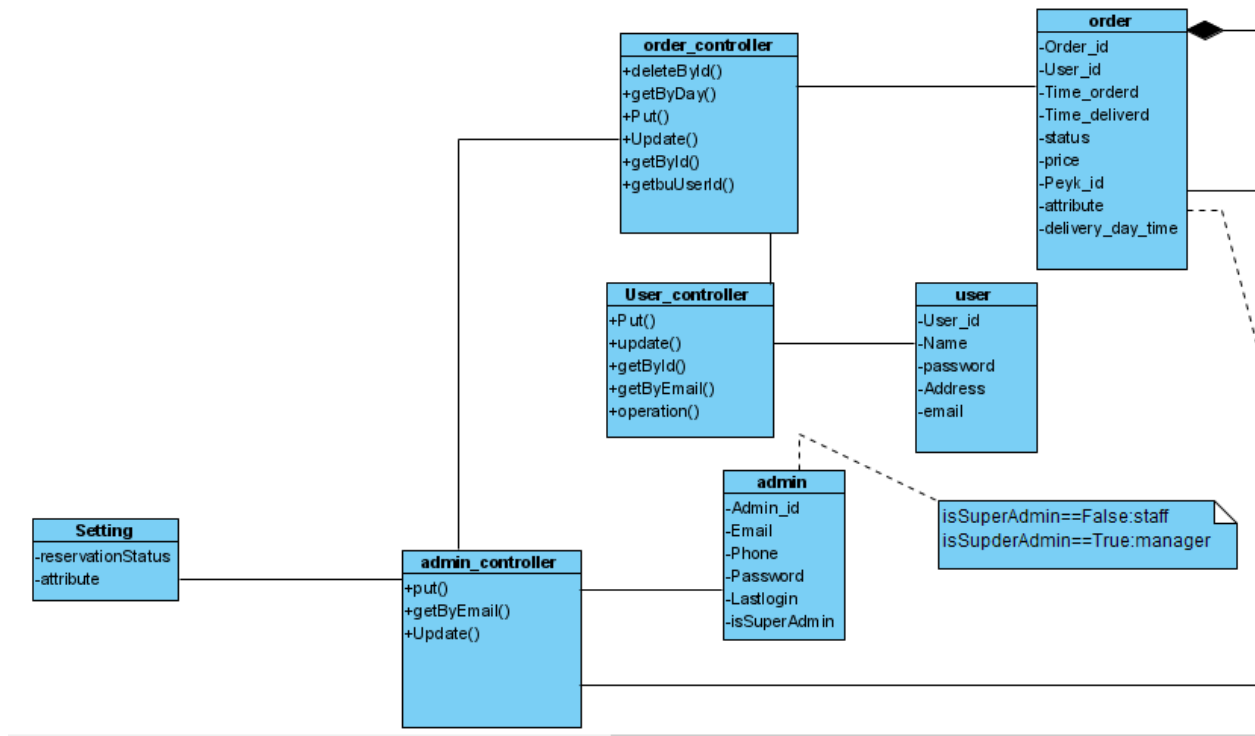 order
-Order_id
-User_id
-Time_orderd
-Time_deliverd
-status
-price
-Peyk_id
-attribute
-delivery_day_time
order_controller
+deleteById()
+getByDay()
+Put()
+Update()
+getById()
+getbuUserId()
User_controller
+Put()
+update()
+getById()
+getByEmail()
+operation()
user
-User_id
-Name
-password
-Address
-email
admin
-Admin_id
-Email
-Phone
-Password
-Lastlogin
-isSuperAdmin
isSuperAdmin==False:staff
isSupderAdmin==True:manager
Setting
-reservationStatus
-attribute
admin_controller
+put()
+getByEmail()
+Update()